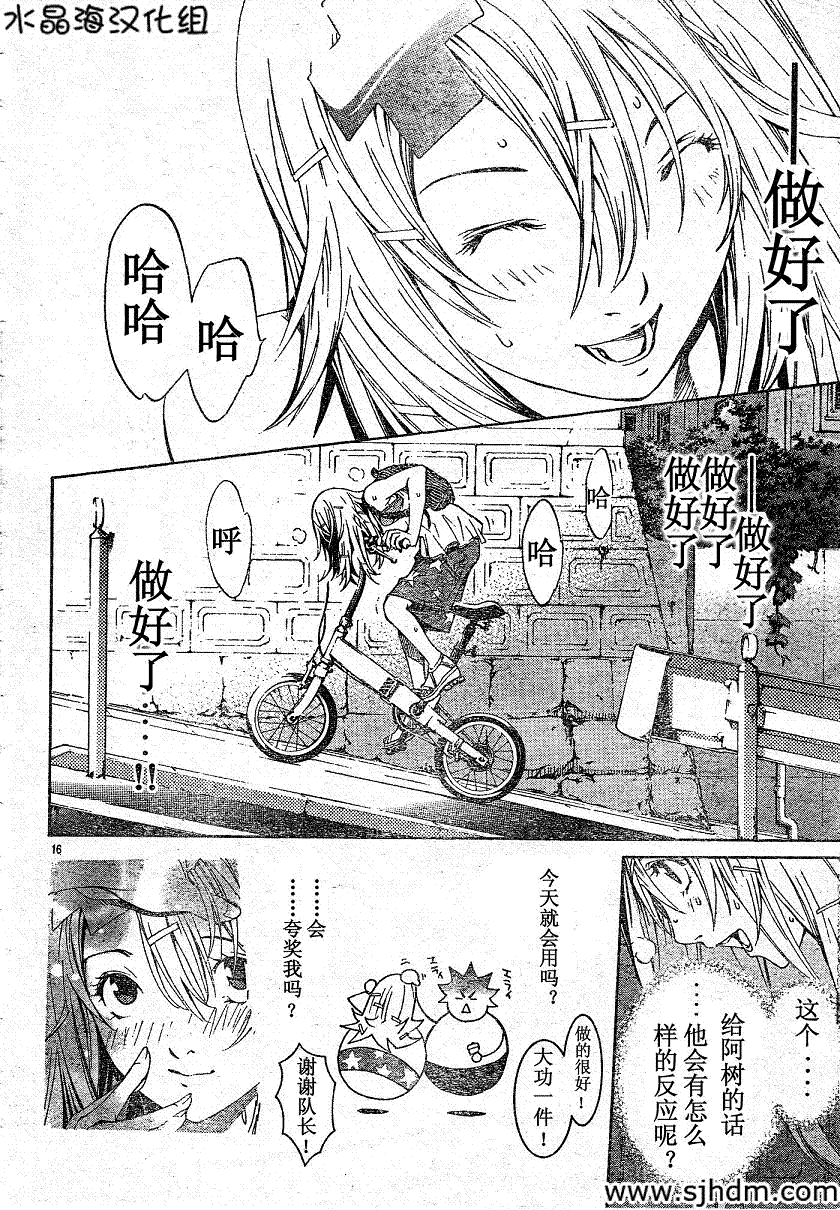 水晶海汉化组
——做好了
哈
哈哈
——做好了
做好了
做好了
哈
哈
呼
做好了……!!
16
这个……
给阿树的话
……他会有怎么
样的反应呢?
今天就会用吗?
做的很好!
大功一件!
……会
夸奖我吗?
谢谢队长!
www.sjhdm.com